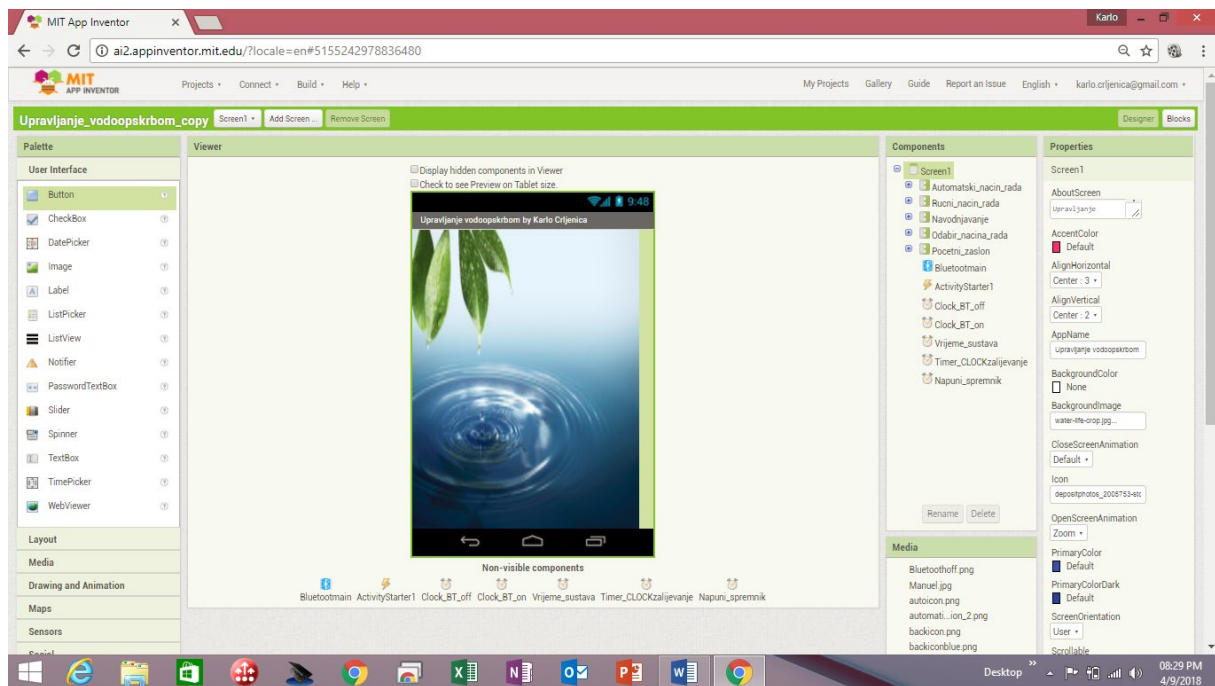 MIT App Inventor
Karlo
ai2.appinventor.mit.edu/?locale=en#5155242978836480
MIT
APP INVENTOR
Projects Connect Build Help
My Projects Gallery Guide Report an Issue English karlo.crljenica@gmail.com
Upravljanje_vodoopskrbom_copy Screen1 Add Screen ... Remove Screen
Designer Blocks
Palette
User Interface
Button
CheckBox
DatePicker
Image
Label
ListPicker
ListView
Notifier
PasswordTextBox
Slider
Spinner
TextBox
TimePicker
WebViewer
Layout
Media
Drawing and Animation
Maps
Sensors
Social
Viewer
Display hidden components in Viewer
Check to see Preview on Tablet size.
9:48
Upravljanje vodoopskrbom by Karlo Crljenica
Non-visible components
Bluetootmain ActivityStarter1 Clock_BT_off Clock_BT_on Vrijeme_sustava Timer_CLOCKzalijevanje Napuni_spremnik
Components
Screen1
Automatski_nacin_rada
Rucni_nacin_rada
Navodnjavanje
Odabir_nacina_rada
Pocetni_zaslon
Bluetootmain
ActivityStarter1
Clock_BT_off
Clock_BT_on
Vrijeme_sustava
Timer_CLOCKzalijevanje
Napuni_spremnik
Rename Delete
Media
Bluetoothoff.png
Manuel.jpg
autoicon.png
automati...ion_2.png
backicon.png
backiconblue.png
Properties
Screen1
AboutScreen
Upravljanje
AccentColor
Default
AlignHorizontal
Center : 3
AlignVertical
Center : 2
AppName
Upravljanje vodoopskrbom
BackgroundColor
None
BackgroundImage
water-life-crop.jpg...
CloseScreenAnimation
Default
Icon
depositphotos_2005753-stc
OpenScreenAnimation
Zoom
PrimaryColor
Default
PrimaryColorDark
Default
ScreenOrientation
User
Scrollable
Desktop
08:29 PM
4/9/2018